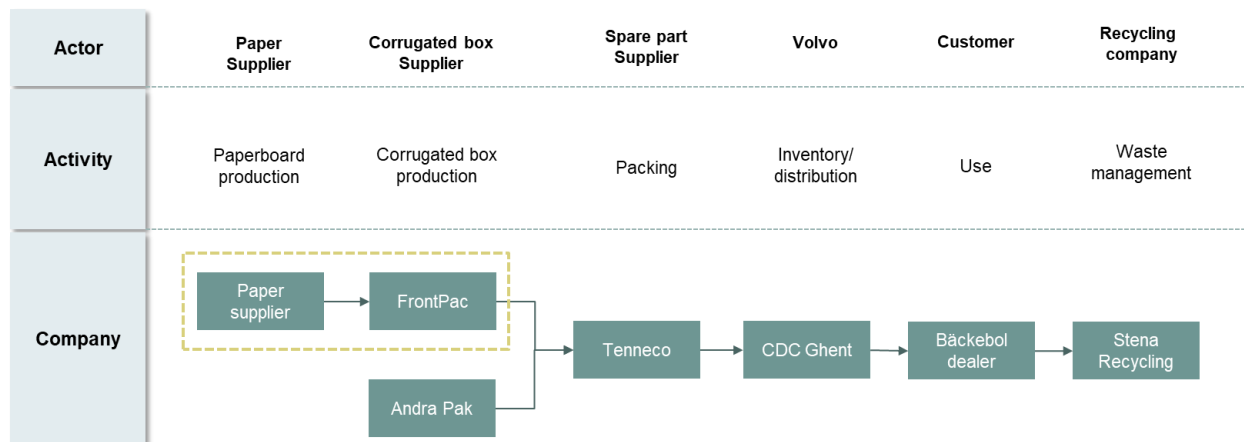 Actor
Paper
Supplier
Corrugated box
Supplier
Spare part
Supplier
Volvo
Customer
Recycling
company
Activity
Paperboard
production
Corrugated box
production
Packing
Inventory/
distribution
Use
Waste
management
Company
Paper
supplier
FrontPac
Andra Pak
Tenneco
CDC Ghent
Bäckebol
dealer
Stena
Recycling